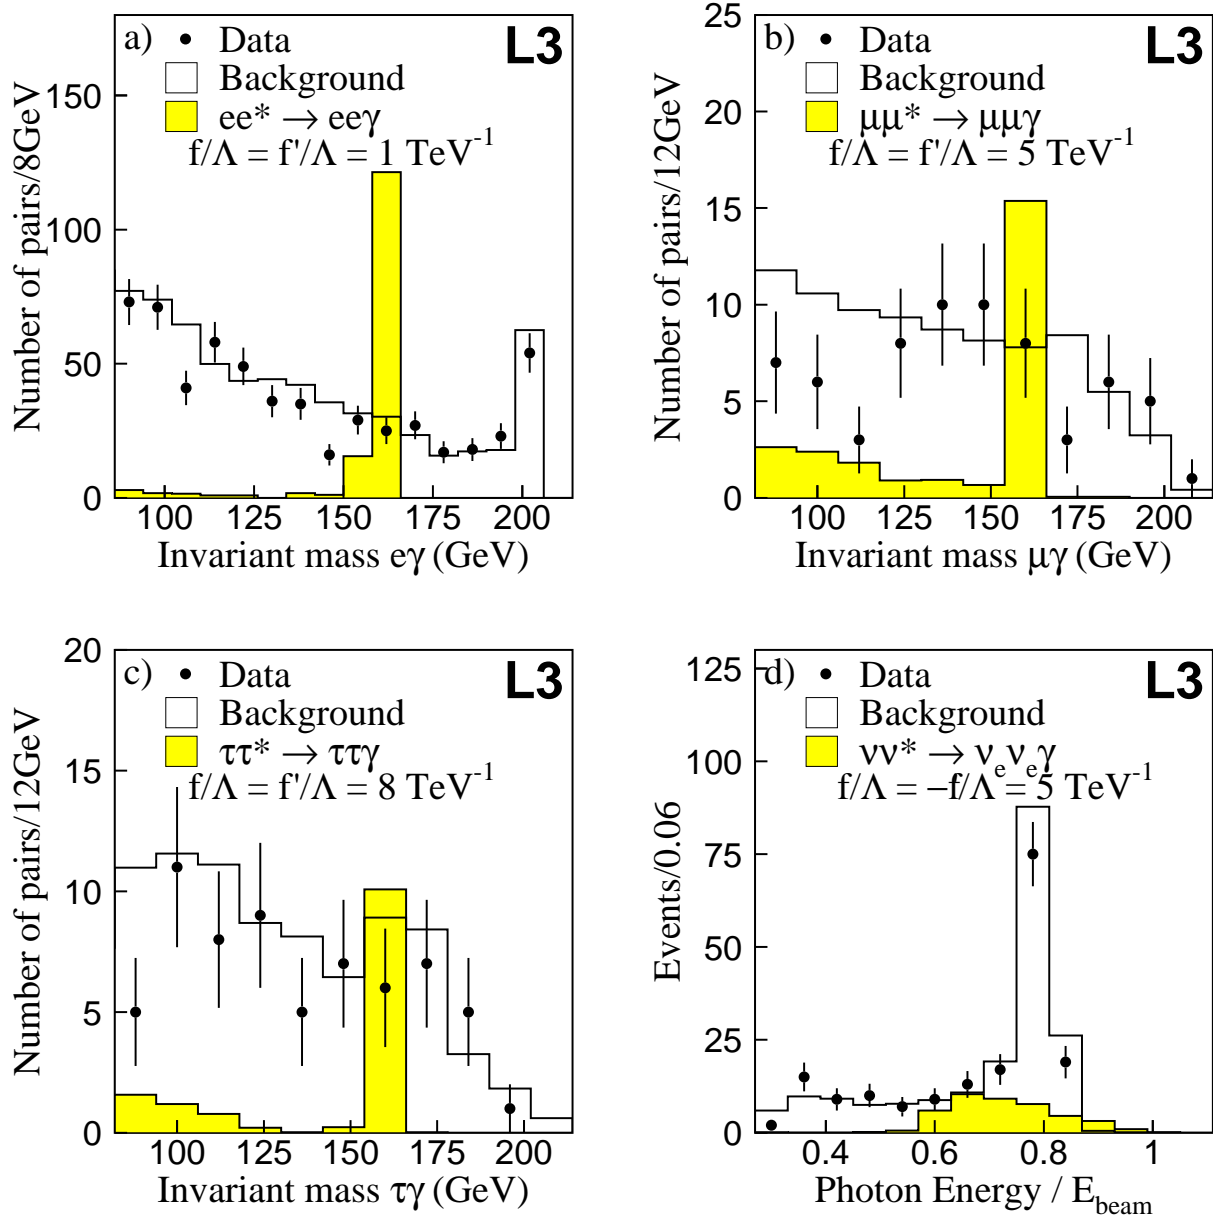 a) Data L3
Background
ee* → eeγ
f/Λ = f'/Λ = 1 TeV⁻¹
Number of pairs/8GeV
150
100
50
0
100 125 150 175 200
Invariant mass eγ (GeV)
b) Data L3
Background
μμ* → μμγ
f/Λ = f'/Λ = 5 TeV⁻¹
Number of pairs/12GeV
25
20
15
10
5
0
100 125 150 175 200
Invariant mass μγ (GeV)
c) Data L3
Background
ττ* → ττγ
f/Λ = f'/Λ = 8 TeV⁻¹
Number of pairs/12GeV
20
15
10
5
0
100 125 150 175 200
Invariant mass τγ (GeV)
d) Data L3
Background
νν* → νₑνₑγ
f/Λ = −f/Λ = 5 TeV⁻¹
Events/0.06
125
100
75
50
25
0
0.4 0.6 0.8 1
Photon Energy / E_beam